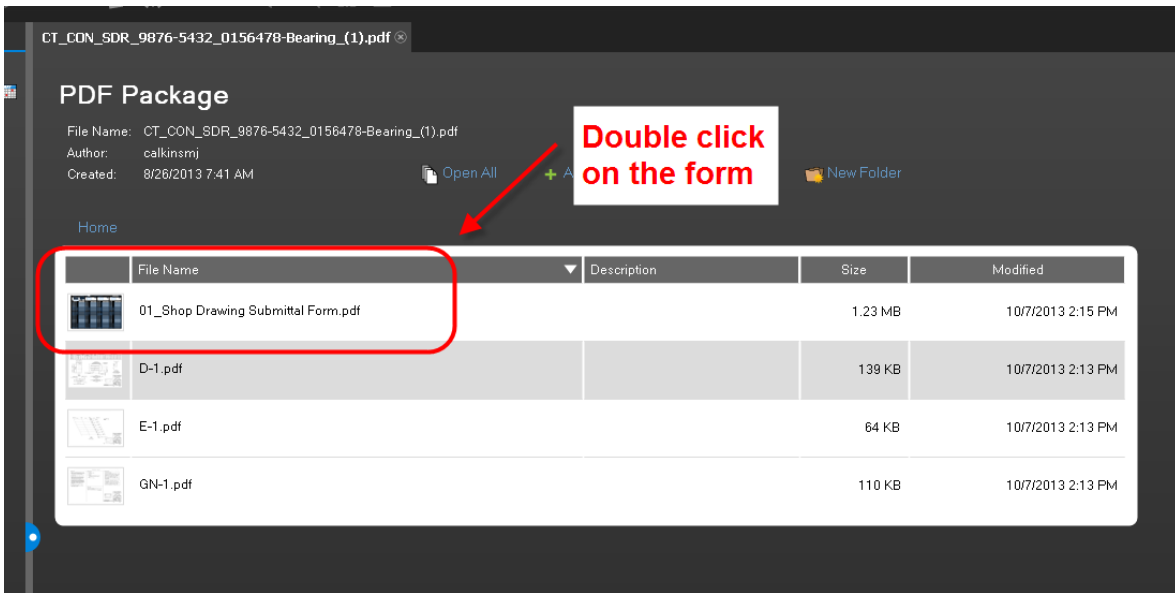 CT_CON_SDR_9876-5432_0156478-Bearing_(1).pdf
PDF Package
File Name: CT_CON_SDR_9876-5432_0156478-Bearing_(1).pdf
Author: calkinsmj
Created: 8/26/2013 7:41 AM
Open All
New Folder
Double click
on the form
Home
File Name Description Size Modified
01_Shop Drawing Submittal Form.pdf 1.23 MB 10/7/2013 2:15 PM
D-1.pdf 139 KB 10/7/2013 2:13 PM
E-1.pdf 64 KB 10/7/2013 2:13 PM
GN-1.pdf 110 KB 10/7/2013 2:13 PM